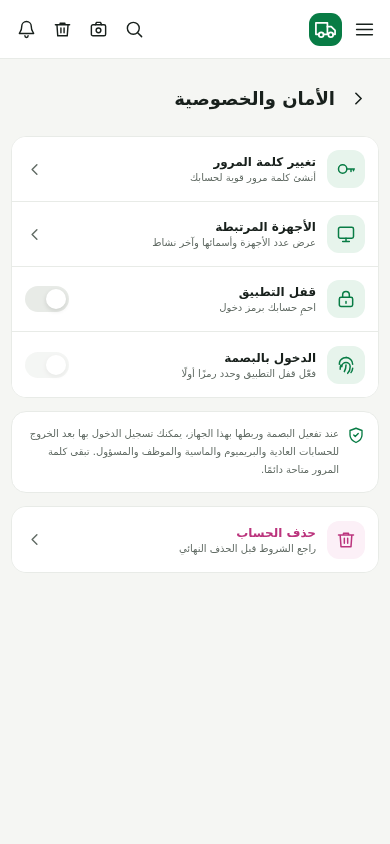 الأمان والخصوصية
تغيير كلمة المرور
أنشئ كلمة مرور قوية لحسابك
الأجهزة المرتبطة
عرض عدد الأجهزة وأسمائها وآخر نشاط
قفل التطبيق
احمِ حسابك برمز دخول
الدخول بالبصمة
فعّل قفل التطبيق وحدد رمزًا أولًا
عند تفعيل البصمة وربطها بهذا الجهاز، يمكنك تسجيل الدخول بها بعد الخروج
للحسابات العادية والبريميوم والماسية والموظف والمسؤول. تبقى كلمة
المرور متاحة دائمًا.
حذف الحساب
راجع الشروط قبل الحذف النهائي